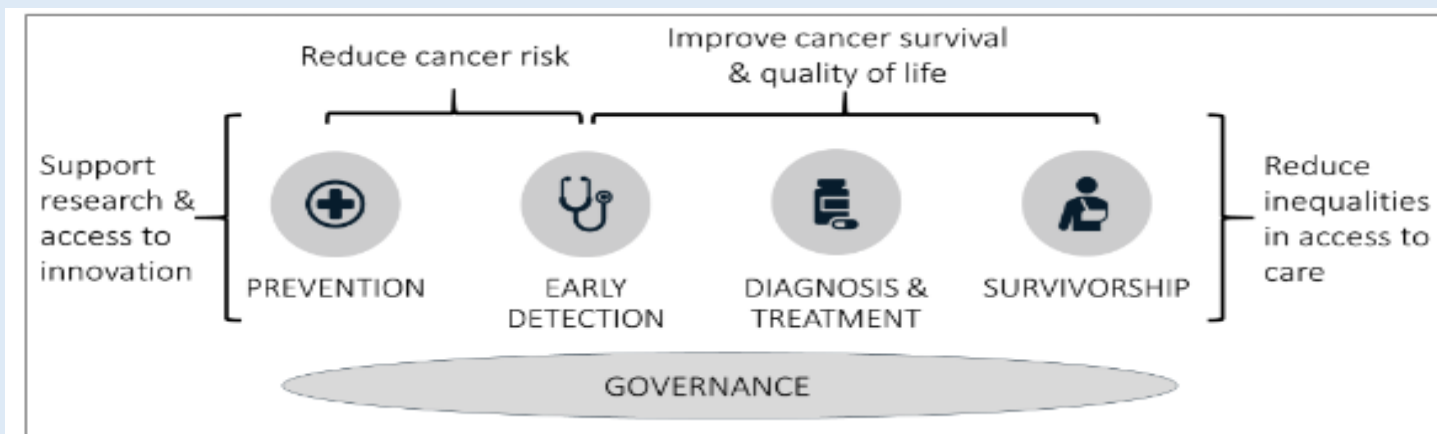 Reduce cancer risk
Improve cancer survival
& quality of life
Support
research &
access to
innovation
PREVENTION
EARLY
DETECTION
DIAGNOSIS &
TREATMENT
SURVIVORSHIP
Reduce
inequalities
in access to
care
GOVERNANCE